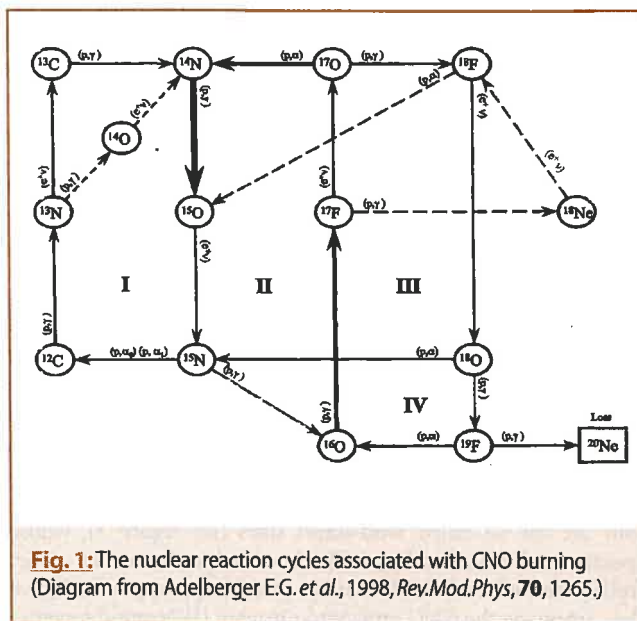 ¹³C (p,γ) ¹⁴N (p,α) ¹⁷O (p,γ) ¹⁸F
(p,γ) (p,α) (e⁺ν)
(e⁺ν)
¹⁴O
(e⁺ν) (e⁺ν) (e⁺ ν)
(p,γ)
¹³N ¹⁵O ¹⁷F (p,γ) ¹⁸Ne
(e⁺ν)
I II III
(p,γ)
¹²C (p,α₀) (p, α₁) ¹⁵N (p,α) ¹⁸O
(p,γ) (p,γ)
(p,γ) IV Loss
¹⁶O (p,α) ¹⁹F (p,γ) ²⁰Ne
Fig. 1: The nuclear reaction cycles associated with CNO burning
(Diagram from Adelberger E.G. et al., 1998, Rev.Mod.Phys, 70, 1265.)